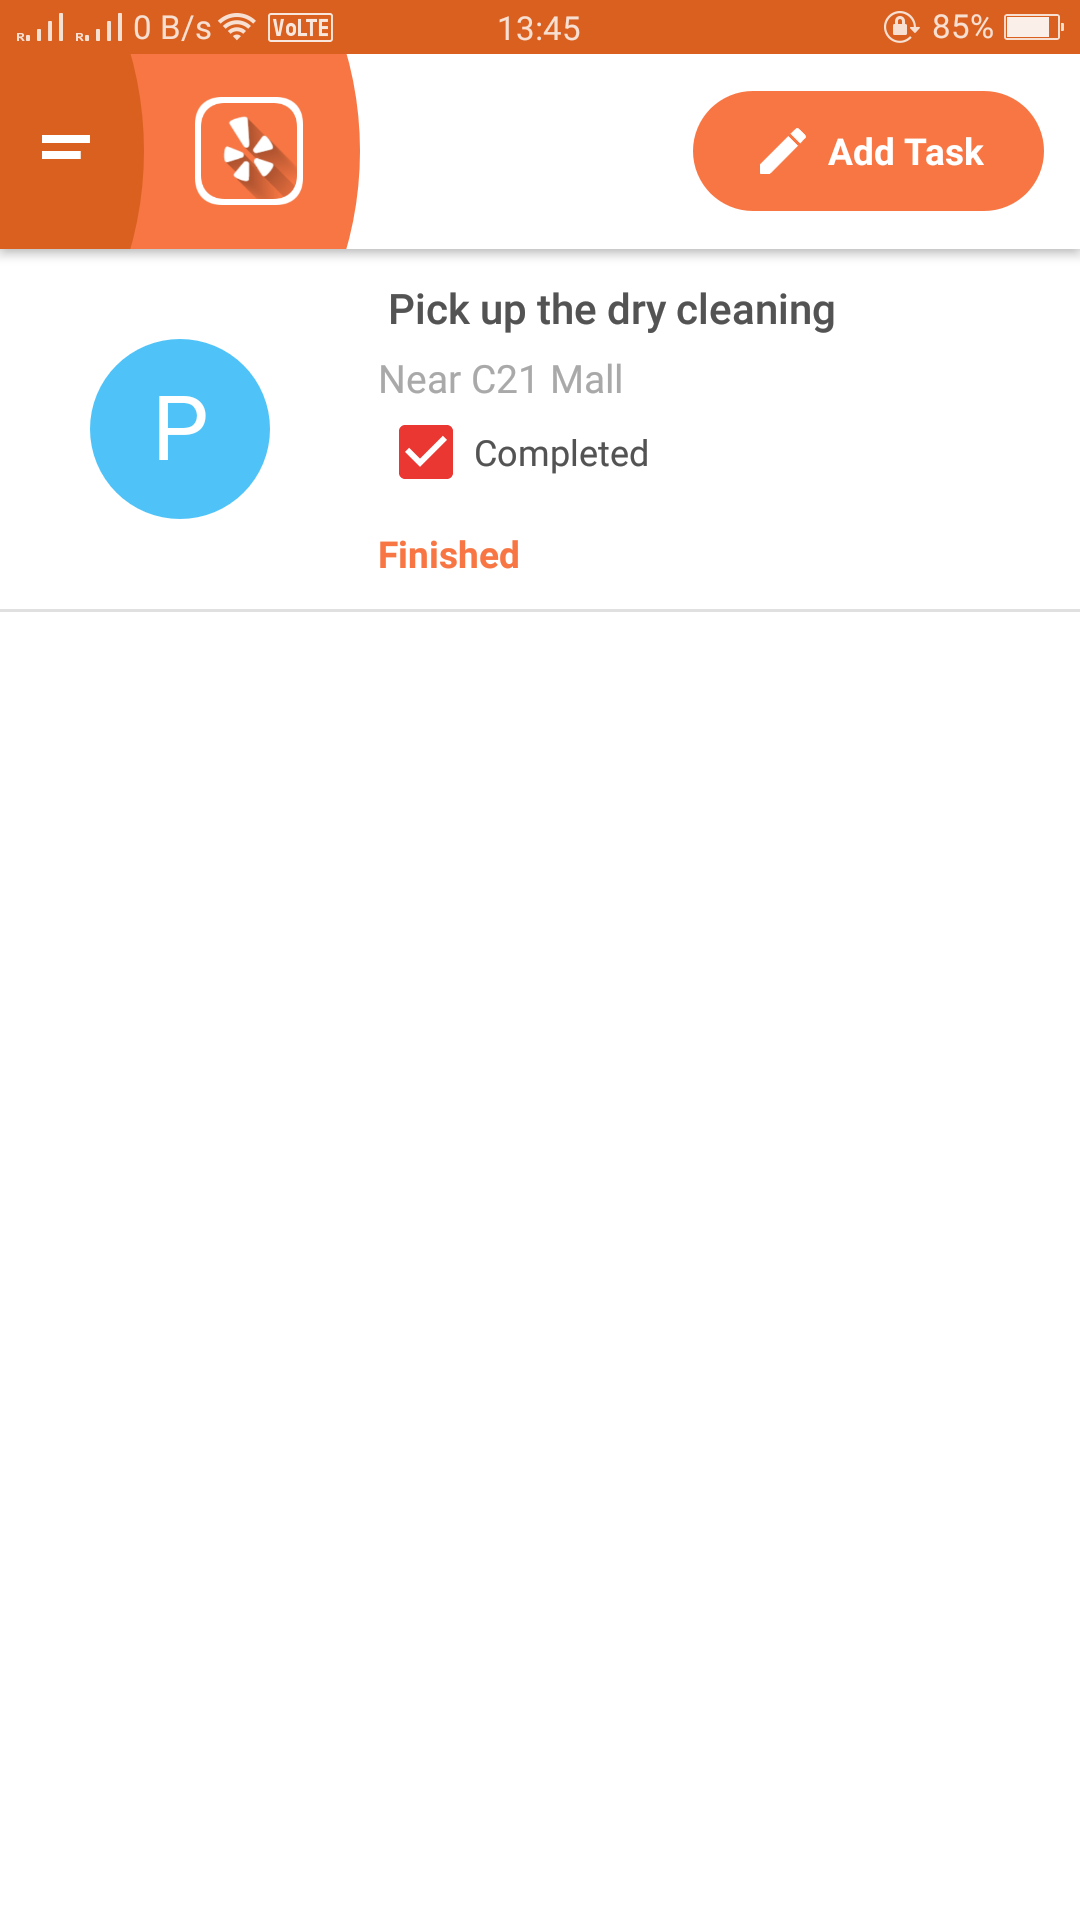 R R 0 B/s VoLTE 13:45 85%
Add Task
Pick up the dry cleaning
Near C21 Mall
P
Completed
Finished